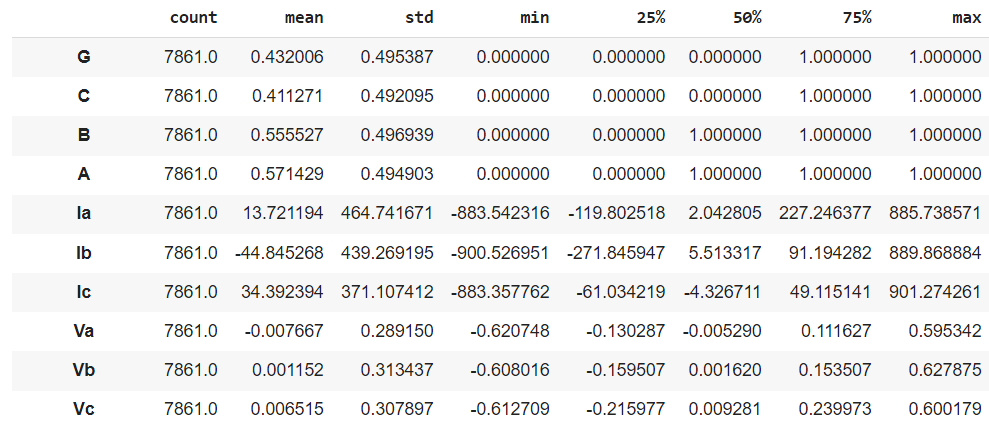 count mean std min 25% 50% 75% max
G 7861.0 0.432006 0.495387 0.000000 0.000000 0.000000 1.000000 1.000000
C 7861.0 0.411271 0.492095 0.000000 0.000000 0.000000 1.000000 1.000000
B 7861.0 0.555527 0.496939 0.000000 0.000000 1.000000 1.000000 1.000000
A 7861.0 0.571429 0.494903 0.000000 0.000000 1.000000 1.000000 1.000000
Ia 7861.0 13.721194 464.741671 -883.542316 -119.802518 2.042805 227.246377 885.738571
Ib 7861.0 -44.845268 439.269195 -900.526951 -271.845947 5.513317 91.194282 889.868884
Ic 7861.0 34.392394 371.107412 -883.357762 -61.034219 -4.326711 49.115141 901.274261
Va 7861.0 -0.007667 0.289150 -0.620748 -0.130287 -0.005290 0.111627 0.595342
Vb 7861.0 0.001152 0.313437 -0.608016 -0.159507 0.001620 0.153507 0.627875
Vc 7861.0 0.006515 0.307897 -0.612709 -0.215977 0.009281 0.239973 0.600179